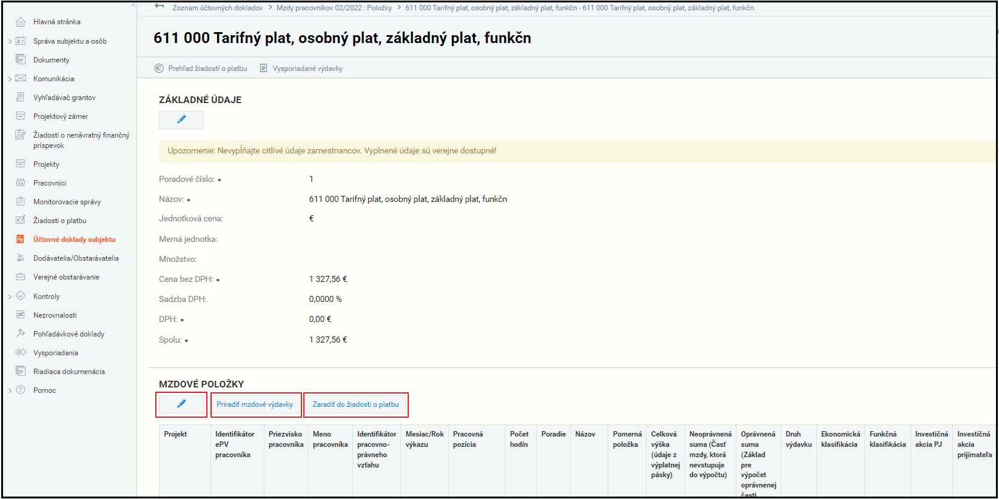 Zoznam účtovných dokladov > Mzdy pracovníkov 02/2022 : Položky > 611 000 Tarifný plat, osobný plat, základný plat, funkčn - 611 000 Tarifný plat, osobný plat, základný plat, funkčn
Hlavná stránka
Správa subjektu a osôb
Dokumenty
Komunikácia
Vyhľadávač grantov
Projektový zámer
Žiadosti o nenávratný finančný
príspevok
Projekty
Pracovníci
Monitorovacie správy
Žiadosti o platbu
Účtovné doklady subjektu
Dodávatelia/Obstarávatelia
Verejné obstarávanie
Kontroly
Nezrovnalosti
Pohľadávkové doklady
Vysporiadania
Riadiaca dokumenácia
Pomoc
611 000 Tarifný plat, osobný plat, základný plat, funkčn
Prehľad žiadostí o platbu
Vysporiadané výdavky
ZÁKLADNÉ ÚDAJE
Upozornenie: Nevypĺňajte citlivé údaje zamestnancov. Vyplnené údaje sú verejne dostupné!
Poradové číslo: • 1
Názov: • 611 000 Tarifný plat, osobný plat, základný plat, funkčn
Jednotková cena: €
Merná jednotka:
Množstvo:
Cena bez DPH: • 1 327,56 €
Sadzba DPH: 0,0000 %
DPH: • 0,00 €
Spolu: • 1 327,56 €
MZDOVÉ POLOŽKY
Priradiť mzdové výdavky
Zaradiť do žiadosti o platbu
Projekt
Identifikátor
ePV
pracovníka
Priezvisko
pracovníka
Meno
pracovníka
Identifikátor
pracovno-
právneho
vzťahu
Mesiac/Rok
výkazu
Pracovná
pozícia
Počet
hodín
Poradie
Názov
Pomerná
položka
Celková
výška
(údaje z
výplatnej
pásky)
Neoprávnená
suma (Časť
mzdy, ktorá
nevstupuje
do výpočtu)
Oprávnená
suma
(Základ
pre
výpočet
oprávnenej
časti
Druh
výdavku
Ekonomická
klasifikácia
Funkčná
klasifikácia
Investičná
akcia PJ
Investičná
akcia
prijímateľa